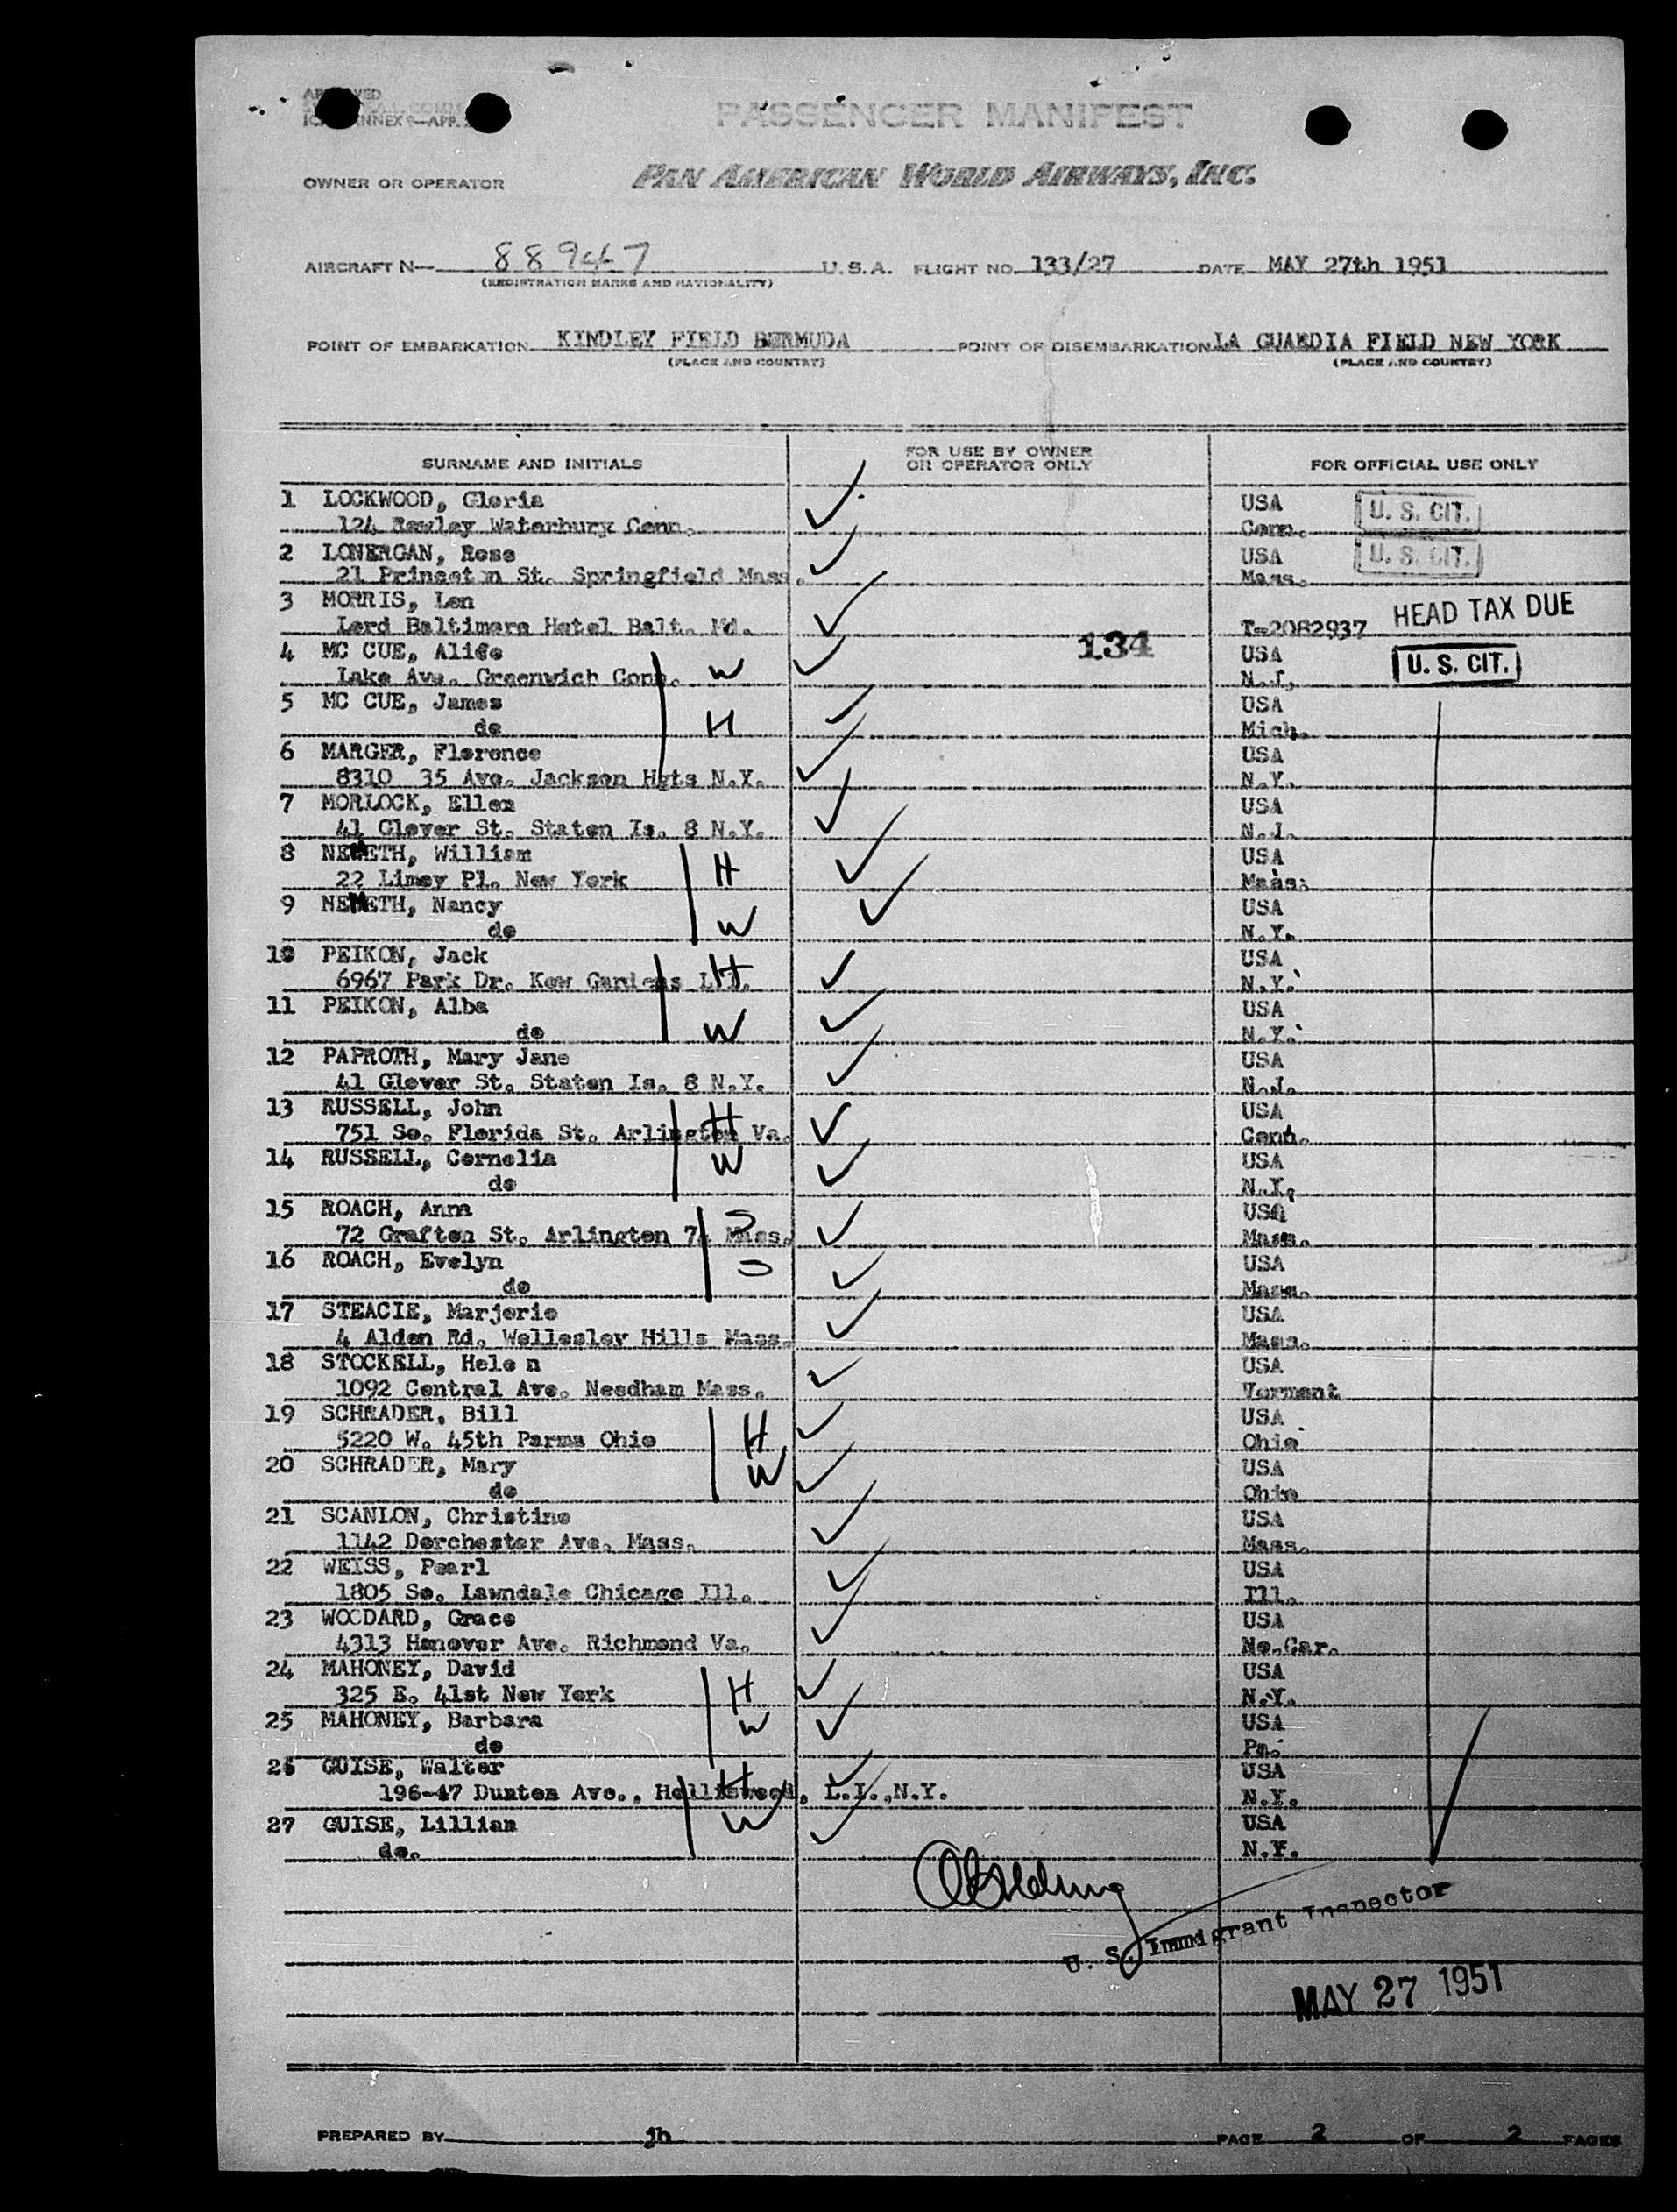 PASSENGER MANIFEST
OWNER OR OPERATOR PAN AMERICAN WORLD AIRWAYS, INC.
AIRCRAFT N— 88947 U.S.A. FLIGHT NO. 133/27 DATE MAY 27th 1951
(REGISTRATION MARKS AND NATIONALITY)
POINT OF EMBARKATION KINDLEY FIELD BERMUDA POINT OF DISEMBARKATION LA GUARDIA FIELD NEW YORK
(PLACE AND COUNTRY) (PLACE AND COUNTRY)
SURNAME AND INITIALS FOR USE BY OWNER OR OPERATOR ONLY FOR OFFICIAL USE ONLY
1 LOCKWOOD, Gloria USA U. S. CIT.
124 Waterbury Conn. Conn.
2 LONERGAN, Rose USA U. S. CIT.
21 Princeton St. Springfield Mass. Mass.
3 MORRIS, Len HEAD TAX DUE
Lord Baltimore Hotel Balt. Md. T-2082937
4 MC CUE, Alice 134 USA U. S. CIT.
Lake Ave. Greenwich Conn. W N.J.
5 MC CUE, James USA
do H Mich.
6 MARGER, Florence USA
8310 35 Ave. Jackson Hgts N.Y. N.Y.
7 MORLOCK, Ellen USA
41 Glover St. Staten Is. 8 N.Y. N.J.
8 NEMETH, William USA
22 Liney Pl. New York H Mass.
9 NEMETH, Nancy USA
do W N.Y.
10 PEIKON, Jack USA
6967 Park Dr. Kew Gardens L.I. H N.Y.
11 PEIKON, Alba USA
do W N.Y.
12 PAPROTH, Mary Jane USA
41 Glover St. Staten Is. 8 N.Y. N.J.
13 RUSSELL, John USA
751 So. Florida St. Arlington Va. H Conn.
14 RUSSELL, Cornelia W USA
do N.Y.
15 ROACH, Anna USA
72 Grafton St. Arlington 74 Mass. Mass.
16 ROACH, Evelyn USA
do Mass.
17 STEACIE, Marjorie USA
4 Alden Rd. Wellesley Hills Mass. Mass.
18 STOCKELL, Helen USA
1092 Central Ave. Needham Mass. Vermont
19 SCHRADER, Bill USA
5220 W. 45th Parma Ohio H Ohio
20 SCHRADER, Mary W USA
do Ohio
21 SCANLON, Christine USA
1142 Dorchester Ave. Mass. Mass.
22 WEISS, Pearl USA
1805 So. Lawndale Chicago Ill. Ill.
23 WOODARD, Grace USA
4313 Hanover Ave. Richmond Va. No.Car.
24 MAHONEY, David USA
325 E. 41st New York H N.Y.
25 MAHONEY, Barbara W USA
do Pa.
26 GUISE, Walter H USA
196-47 Dunton Ave., Holliswood, L.I.,N.Y. N.Y.
27 GUISE, Lillian W USA
do. N.Y.
U. S. Immigrant Inspector
MAY 27 1951
PREPARED BY jb PAGE 2 OF 2 PAGES